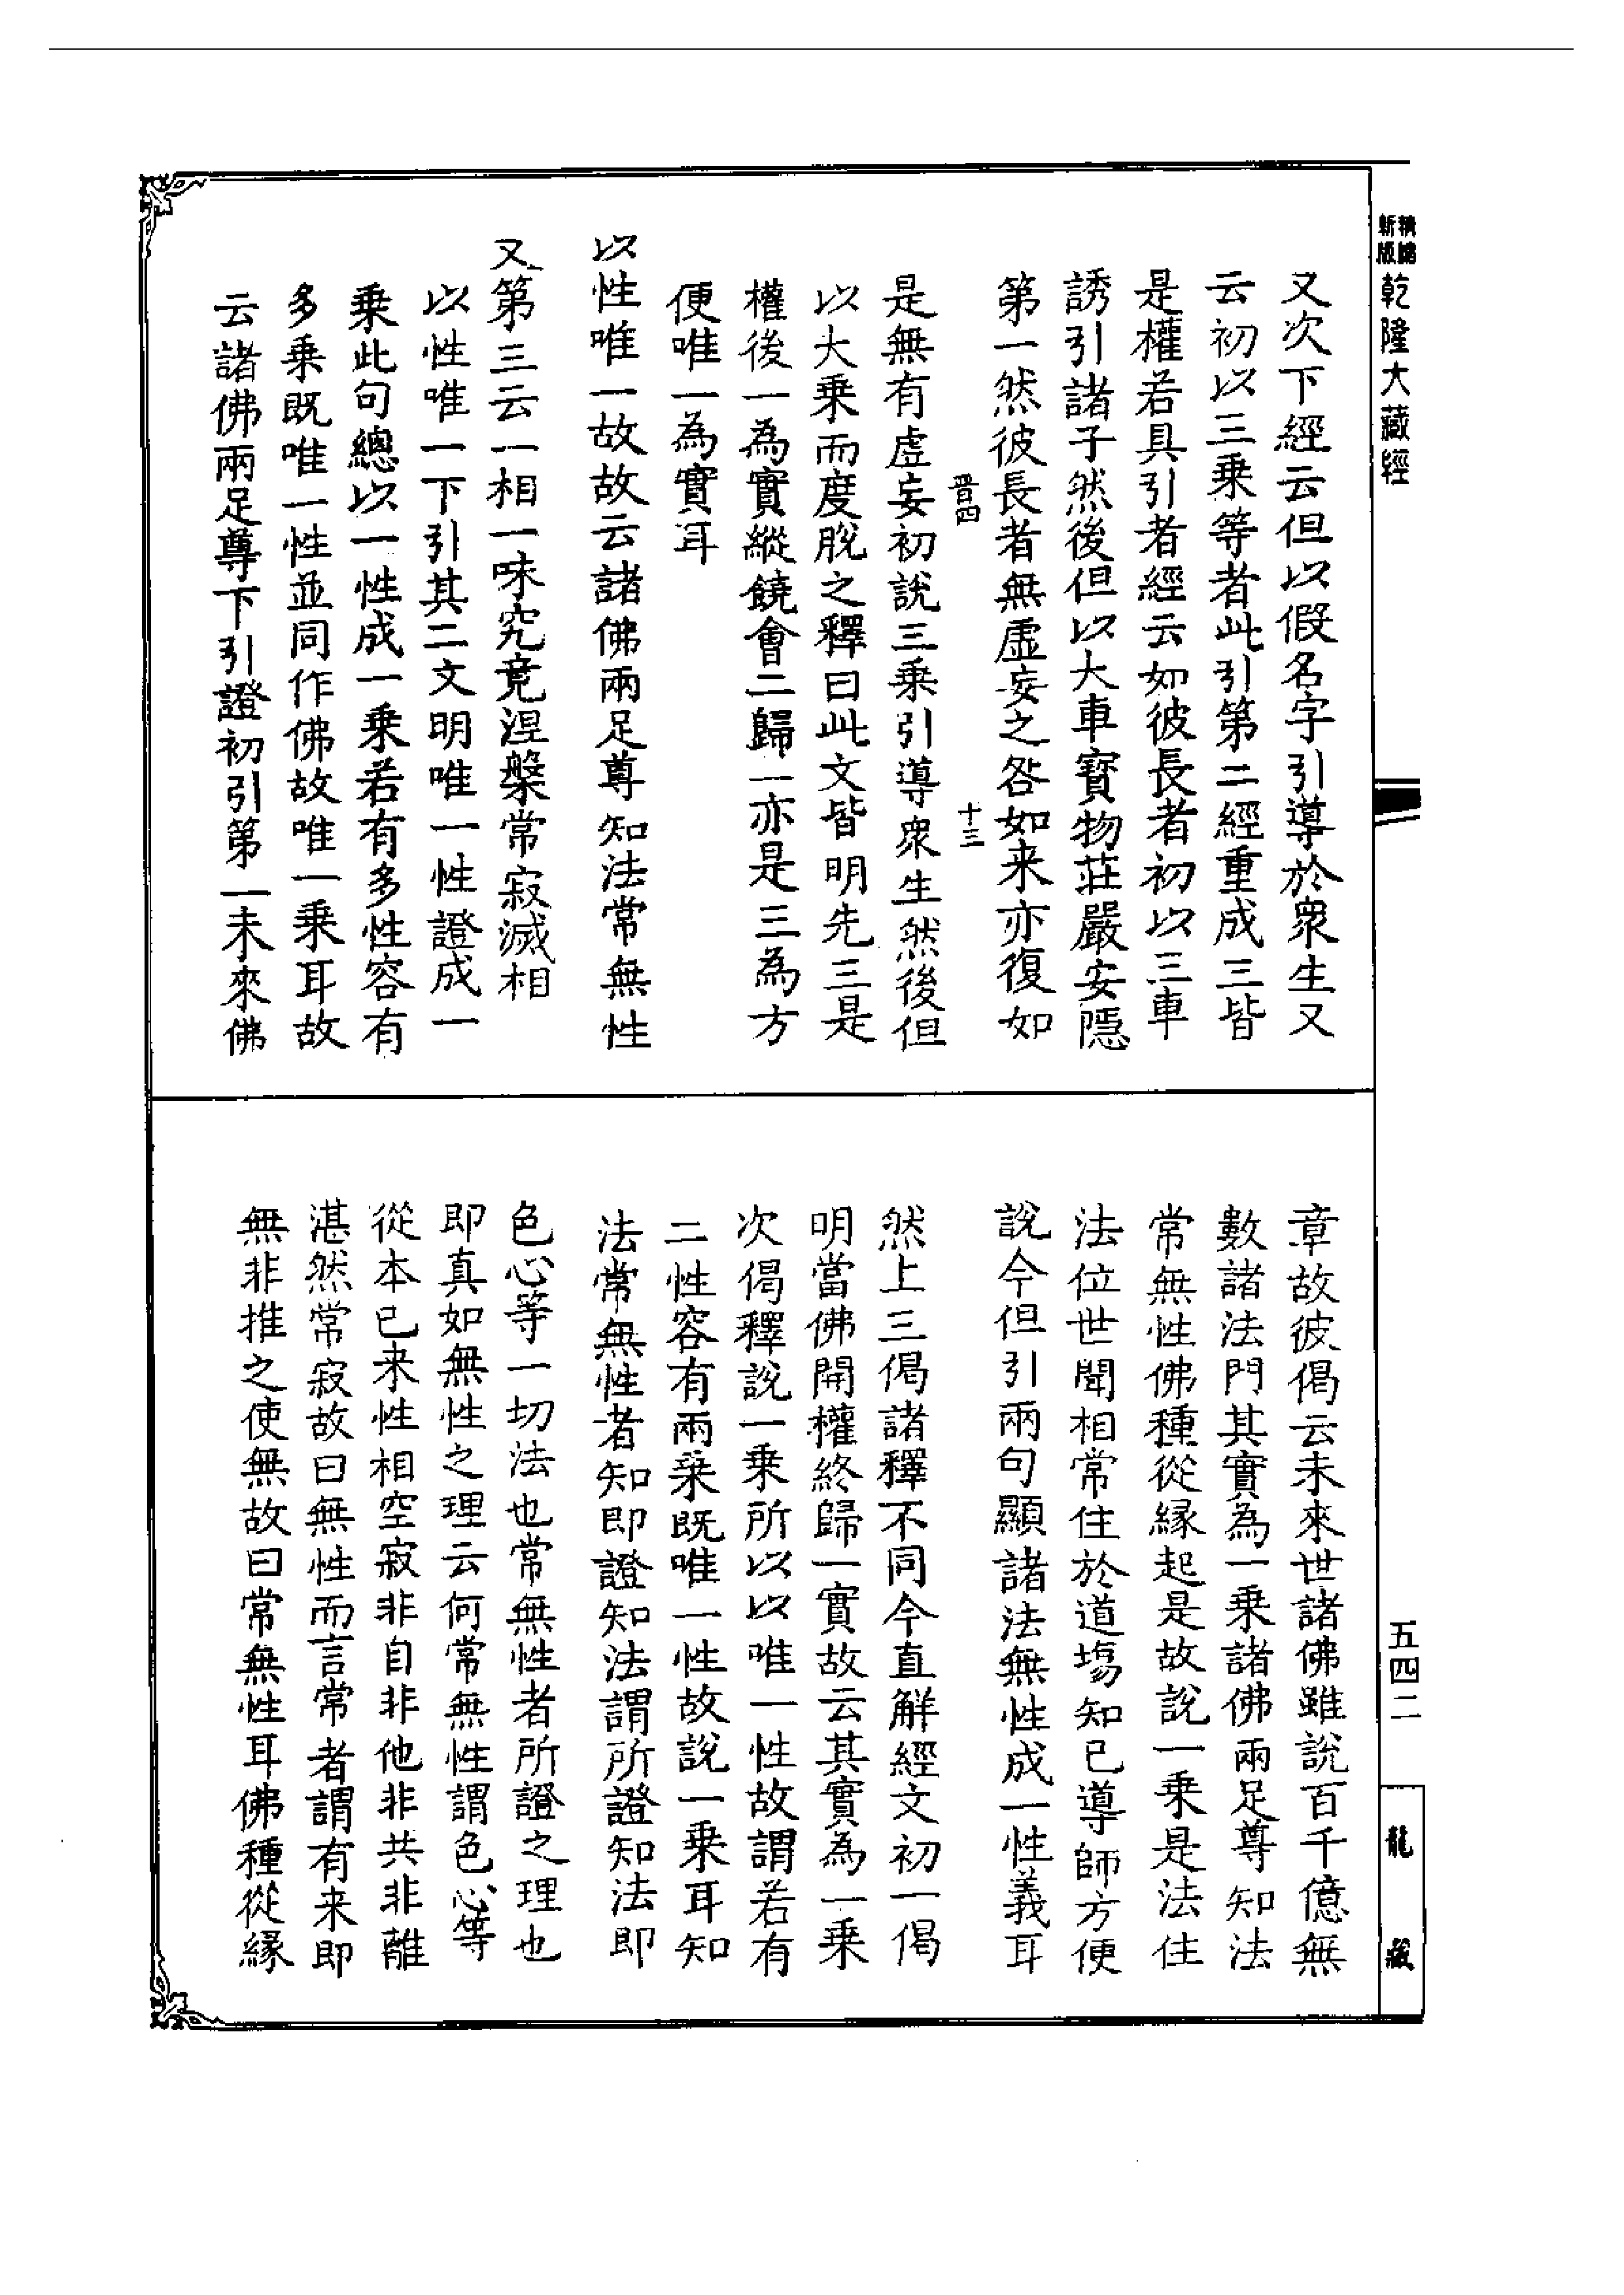 乾隆大藏經
又次下經云但以假名字引導於衆生又
云初以三乗等者此引第二經重成三皆
是權若具引者經云如彼長者初以三車
誘引諸子然後但以大車寶物莊嚴安隱
第一然彼長者無虛妄之咎如来亦復如
十三
是無有虛妄初說三乗引導衆生然後但
以大乗而度脫之釋曰此文皆明先三是
權後一為實縱饒會二歸一亦是三為方
便唯一為實耳
以性唯一故故云諸佛兩足尊知法常無性
又第三云一相一味究竟涅槃常寂滅相
以性唯一下引其二文明唯一性證成一
乗此句總以一性成一乗若有多性容有
多乗既唯一性並同作佛故唯一乗耳故
云諸佛兩足尊下引證初引第一未來佛
章故彼偈云未來世諸佛雖說百千億無
數諸法門其實為一乗諸佛兩足尊知法
常無性佛種從緣起是故說一乗是法住
法位世間相常住於道場知已導師方便
說今但引兩句顯諸法無性成一性義耳
然上三偈諸釋不同今直解經文初一偈
明當佛開權終歸一實故云其實為一乗
次偈釋說一乗所以以唯一性故謂若有
二性容有兩乗既唯一性故說一乗耳知
法常無性者知即證知法謂所證知法即
色心等一切法也常無性者所證之理也
即真如無性之理云何常無性謂色心等
從本已来性相空寂非自非他非共非離
湛然常寂故曰無性而言常者謂有来即
無非推之使無故曰常無性耳佛種從緣
五四二
龍藏